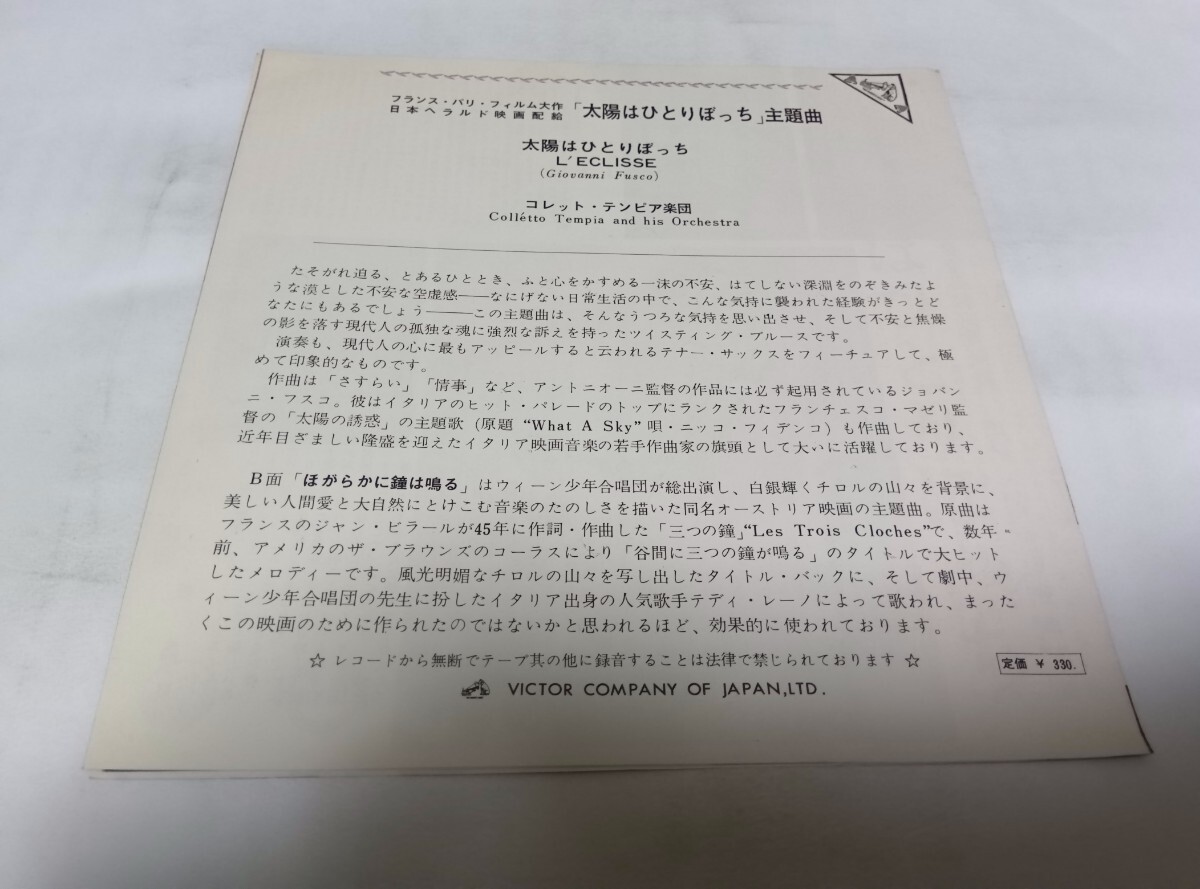 フランス・パリ・フィルム大作
日本ヘラルド映画配給
「太陽はひとりぼっち」主題曲
太陽はひとりぼっち
L'ECLISSE
(Giovanni Fusco)
コレット・テンピア楽団
Collétto Tempia and his Orchestra
たそがれ迫る、とあるひととき、ふと心をかすめる一沫の不安、はてしない深淵をのぞきみたよ
うな漠とした不安な空虚感——なにげない日常生活の中で、こんな気持に襲われた経験がきっとど
なたにもあるでしょう——この主題曲は、そんなうつろな気持を思い出させ、そして不安と焦燥
の影を落す現代人の孤独な魂に強烈な訴えを持ったツイスティング・ブルースです。
演奏も、現代人の心に最もアッピールすると云われるテナー・サックスをフィーチュアして、極
めて印象的なものです。
作曲は「さすらい」「情事」など、アントニオーニ監督の作品には必ず起用されているジョバン
ニ・フスコ。彼はイタリアのヒット・パレードのトップにランクされたフランチェスコ・マゼリ監
督の「太陽の誘惑」の主題歌（原題 “What A Sky” 唄・ニッコ・フィデンコ）も作曲しており、
近年目ざましい隆盛を迎えたイタリア映画音楽の若手作曲家の旗頭として大いに活躍しております。
B面「ほがらかに鐘は鳴る」はウィーン少年合唱団が総出演し、白銀輝くチロルの山々を背景に、
美しい人間愛と大自然にとけこむ音楽のたのしさを描いた同名オーストリア映画の主題曲。原曲は
フランスのジャン・ビラールが45年に作詞・作曲した「三つの鐘」“Les Trois Cloches”で、数年
前、アメリカのザ・ブラウンズのコーラスにより「谷間に三つの鐘が鳴る」のタイトルで大ヒット
したメロディーです。風光明媚なチロルの山々を写し出したタイトル・バックに、そして劇中、ウ
ィーン少年合唱団の先生に扮したイタリア出身の人気歌手テディ・レーノによって歌われ、まった
くこの映画のために作られたのではないかと思われるほど、効果的に使われております。
☆ レコードから無断でテープ其の他に録音することは法律で禁じられております ☆
定価 ¥ 330.
VICTOR COMPANY OF JAPAN, LTD.